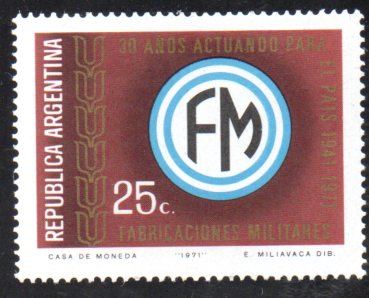 30 AÑOS ACTUANDO PARA
EL PAIS 1941-1971
FM
REPUBLICA ARGENTINA
25c.
FABRICACIONES MILITARES
CASA DE MONEDA "1971" E. MILIAVACA DIB.